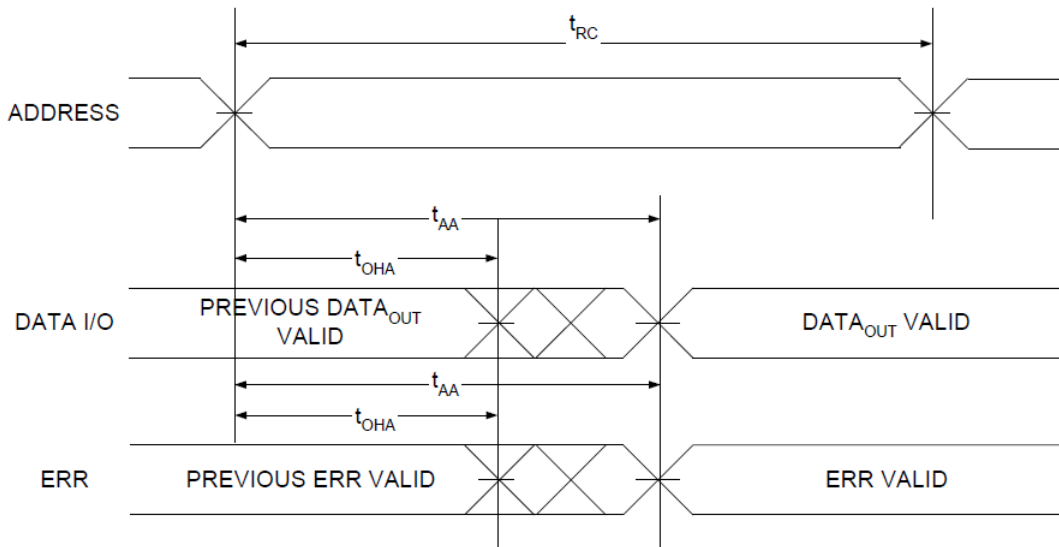 tRC
ADDRESS
tAA
tOHA
DATA I/O
PREVIOUS DATAOUT
VALID
DATAOUT VALID
tAA
tOHA
ERR
PREVIOUS ERR VALID
ERR VALID